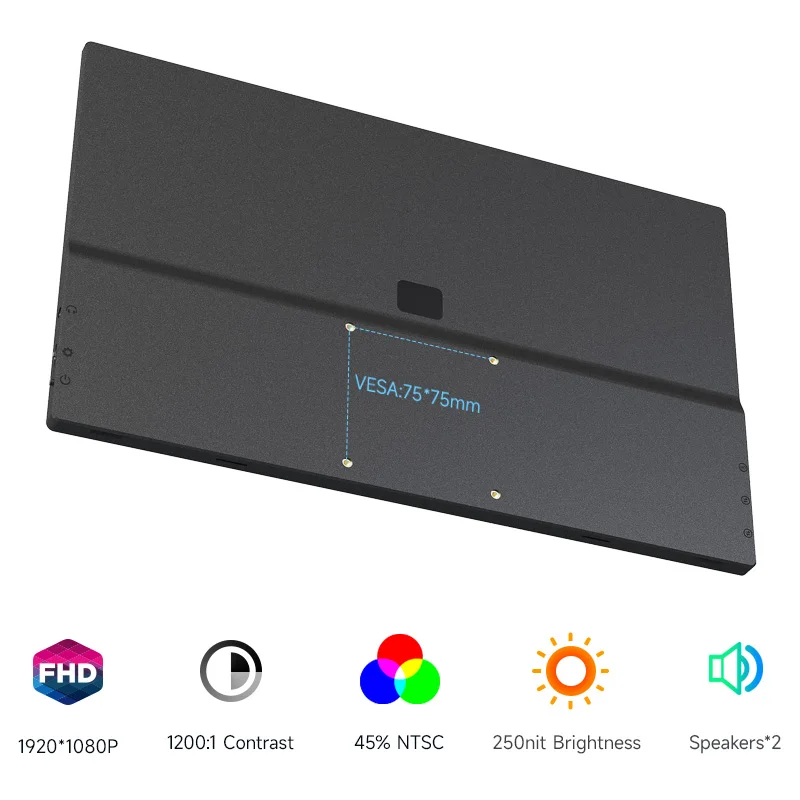 VESA:75*75mm
FHD
1920*1080P
1200:1 Contrast
45% NTSC
250nit Brightness
Speakers*2